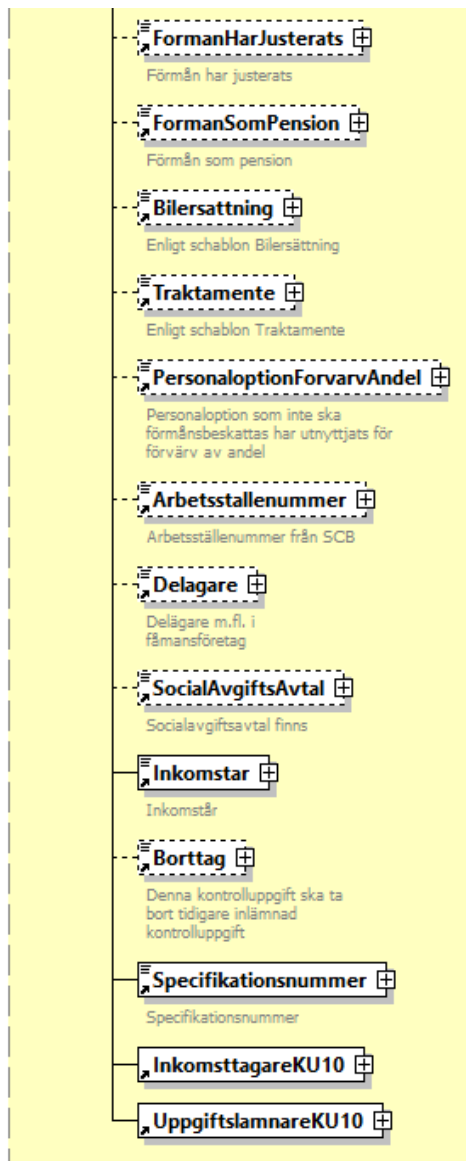 FormanHarJusterats
Förmån har justerats
FormanSomPension
Förmån som pension
Bilersattning
Enligt schablon Bilersättning
Traktamente
Enligt schablon Traktamente
PersonaloptionForvarvAndel
Personaloption som inte ska
förmånsbeskattas har utnyttjats för
förvärv av andel
Arbetsstallenummer
Arbetsställenummer från SCB
Delagare
Delägare m.fl. i
fåmansföretag
SocialAvgiftsAvtal
Socialavgiftsavtal finns
Inkomstar
Inkomstår
Borttag
Denna kontrolluppgift ska ta
bort tidigare inlämnad
kontrolluppgift
Specifikationsnummer
Specifikationsnummer
InkomsttagareKU10
UppgiftslamnareKU10